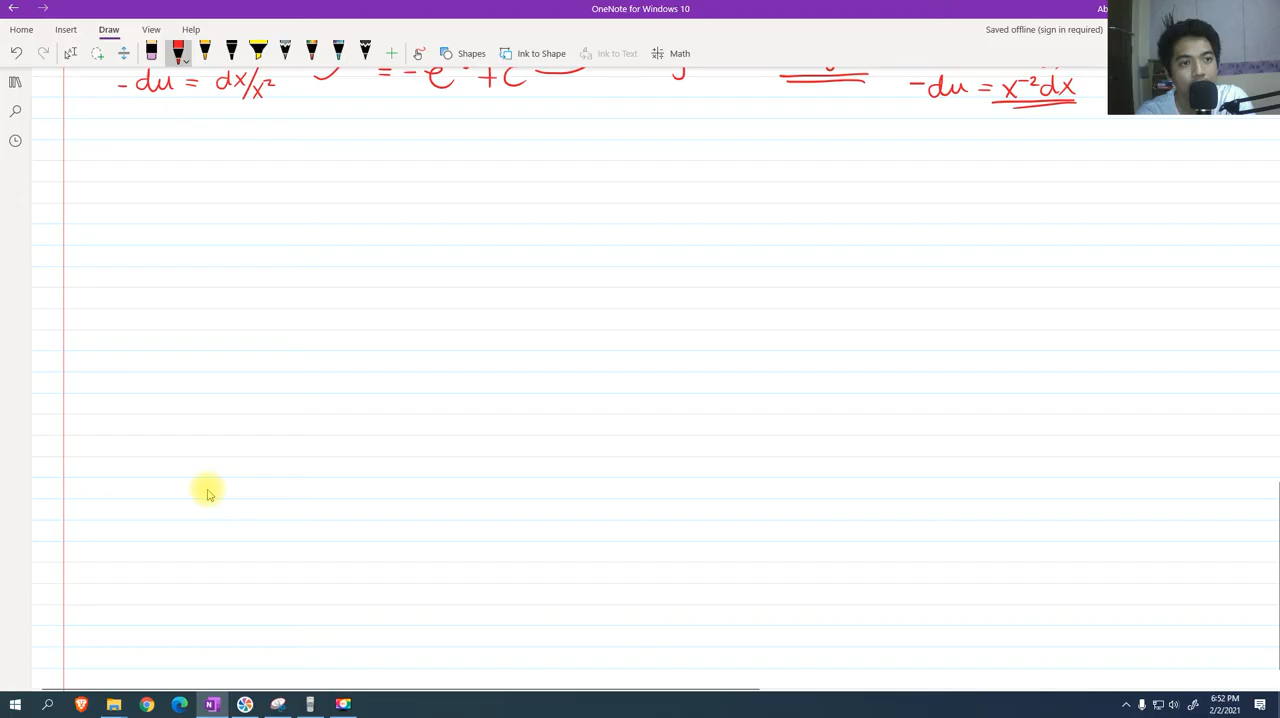 OneNote for Windows 10
Ab
Home Insert Draw View Help
Saved offline (sign in required)
Shapes Ink to Shape Ink to Text Math
- du = dx/x² = - e + C
- du = x⁻²dx
6:52 PM
2/2/2021